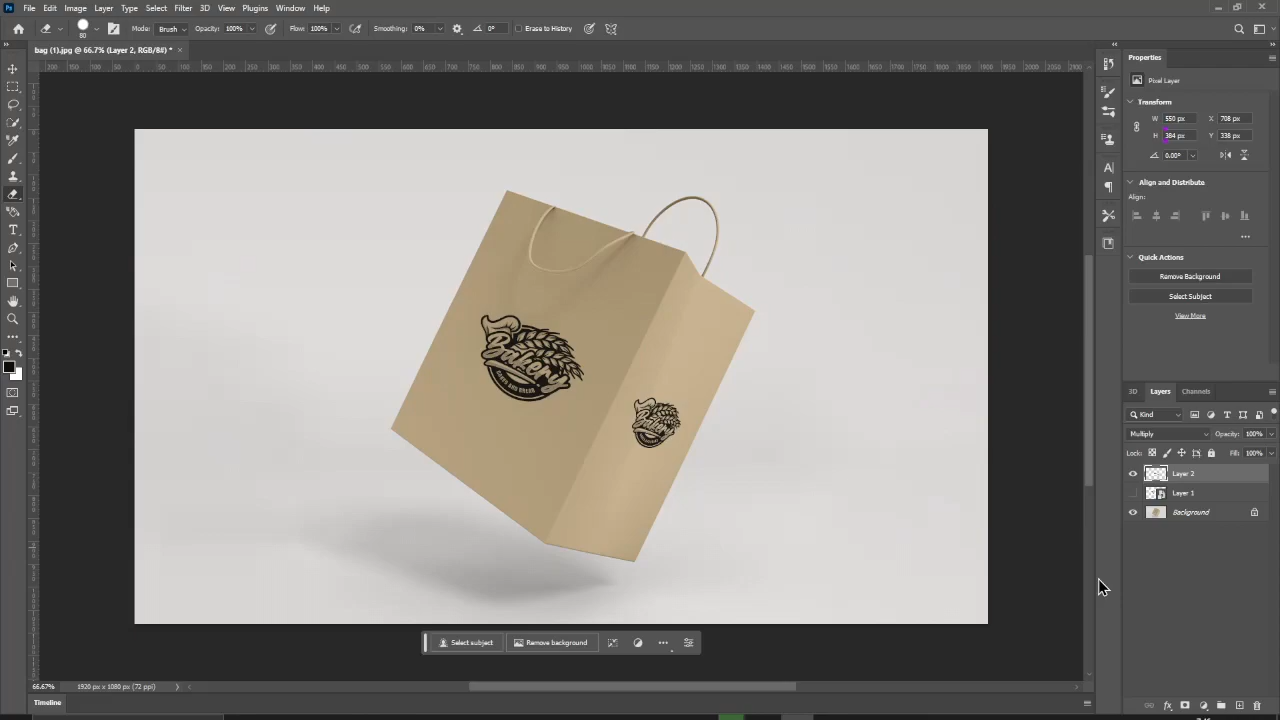 Ps File Edit Image Layer Type Select Filter 3D View Plugins Window Help
80 Mode: Brush Opacity: 100% Flow: 100% Smoothing: 0% 0° Erase to History
bag (1).jpg @ 66.7% (Layer 2, RGB/8#) *
Properties
Pixel Layer
Transform
W 550 px X 708 px
H 384 px Y 338 px
0.00°
Align and Distribute
Align:
Quick Actions
Remove Background
Select Subject
View More
Bakery
Bakery
3D Layers Channels
Kind
Multiply Opacity: 100%
Lock: Fill: 100%
Layer 2
Layer 1
Background
Select subject Remove background
66.67% 1920 px x 1080 px (72 ppi)
Timeline